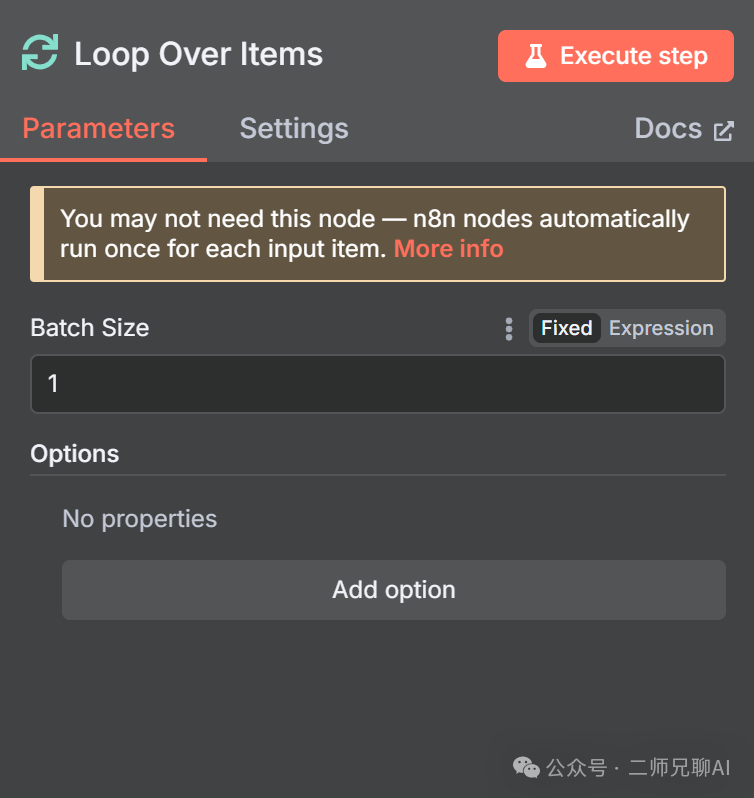 Loop Over Items
Execute step
Parameters
Settings
Docs
You may not need this node — n8n nodes automatically
run once for each input item. More info
Batch Size
Fixed
Expression
1
Options
No properties
Add option
公众号 · 二师兄聊AI